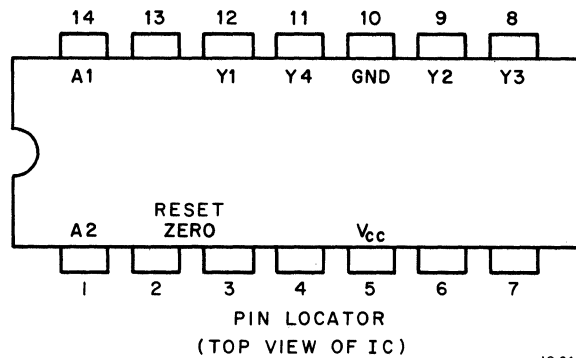 14 13 12 11 10 9 8
A1 Y1 Y4 GND Y2 Y3
RESET
A2 ZERO Vcc
1 2 3 4 5 6 7
PIN LOCATOR
(TOP VIEW OF IC)